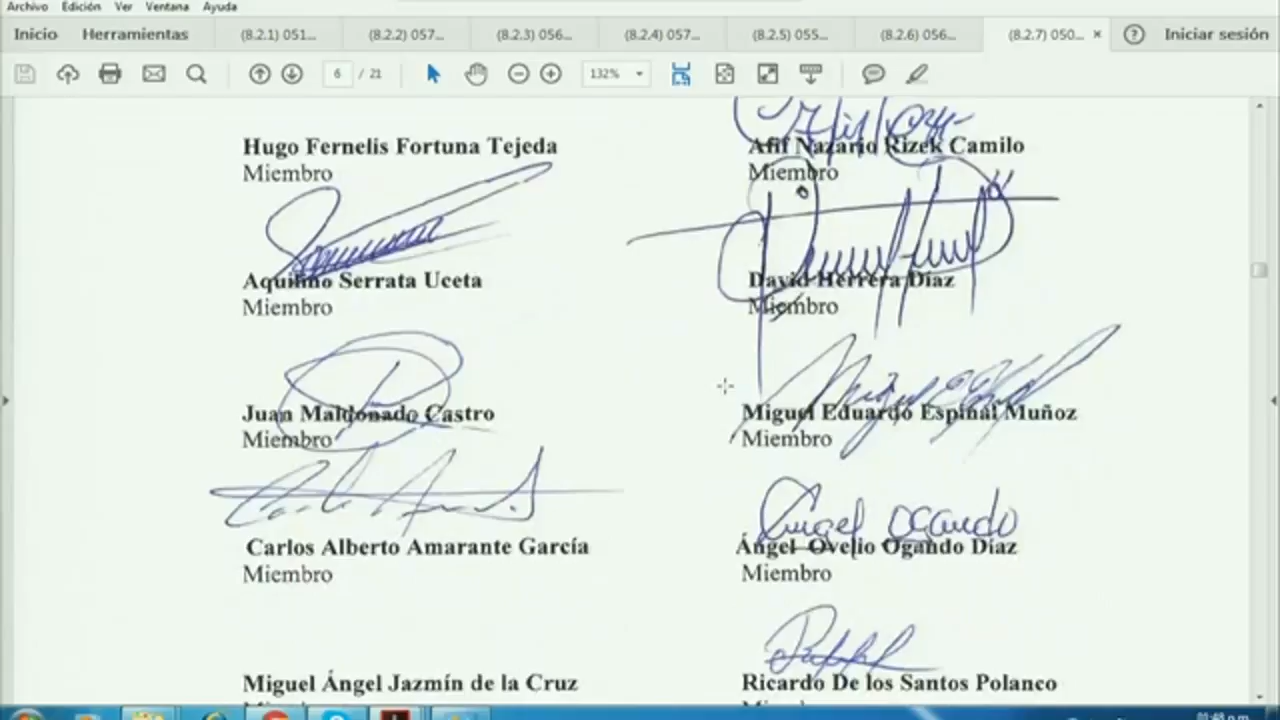 Archivo Edición Ver Ventana Ayuda
Inicio Herramientas (8.2.1) 051... (8.2.2) 057... (8.2.3) 056... (8.2.4) 057... (8.2.5) 055... (8.2.6) 056... (8.2.7) 050... × Iniciar sesión
6 / 21 132%
Hugo Fernelis Fortuna Tejeda
Miembro
Afif Nazario Rizek Camilo
Miembro
Aquilino Serrata Uceta
Miembro
David Herrera Díaz
Miembro
Juan Maldonado Castro
Miembro
Miguel Eduardo Espinal Muñoz
Miembro
Carlos Alberto Amarante García
Miembro
Ángel Ogando
Ángel Ovelio Ogando Díaz
Miembro
Miguel Ángel Jazmín de la Cruz
Ricardo De los Santos Polanco